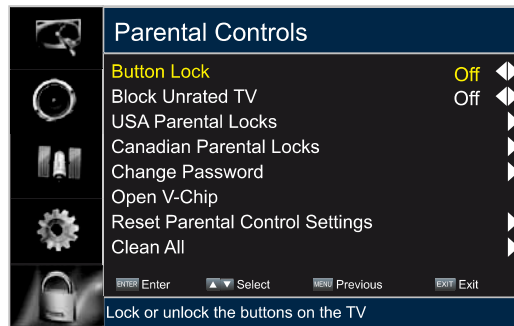 Parental Controls
Button Lock Off
Block Unrated TV Off
USA Parental Locks
Canadian Parental Locks
Change Password
Open V-Chip
Reset Parental Control Settings
Clean All
ENTER Enter Select MENU Previous EXIT Exit
Lock or unlock the buttons on the TV